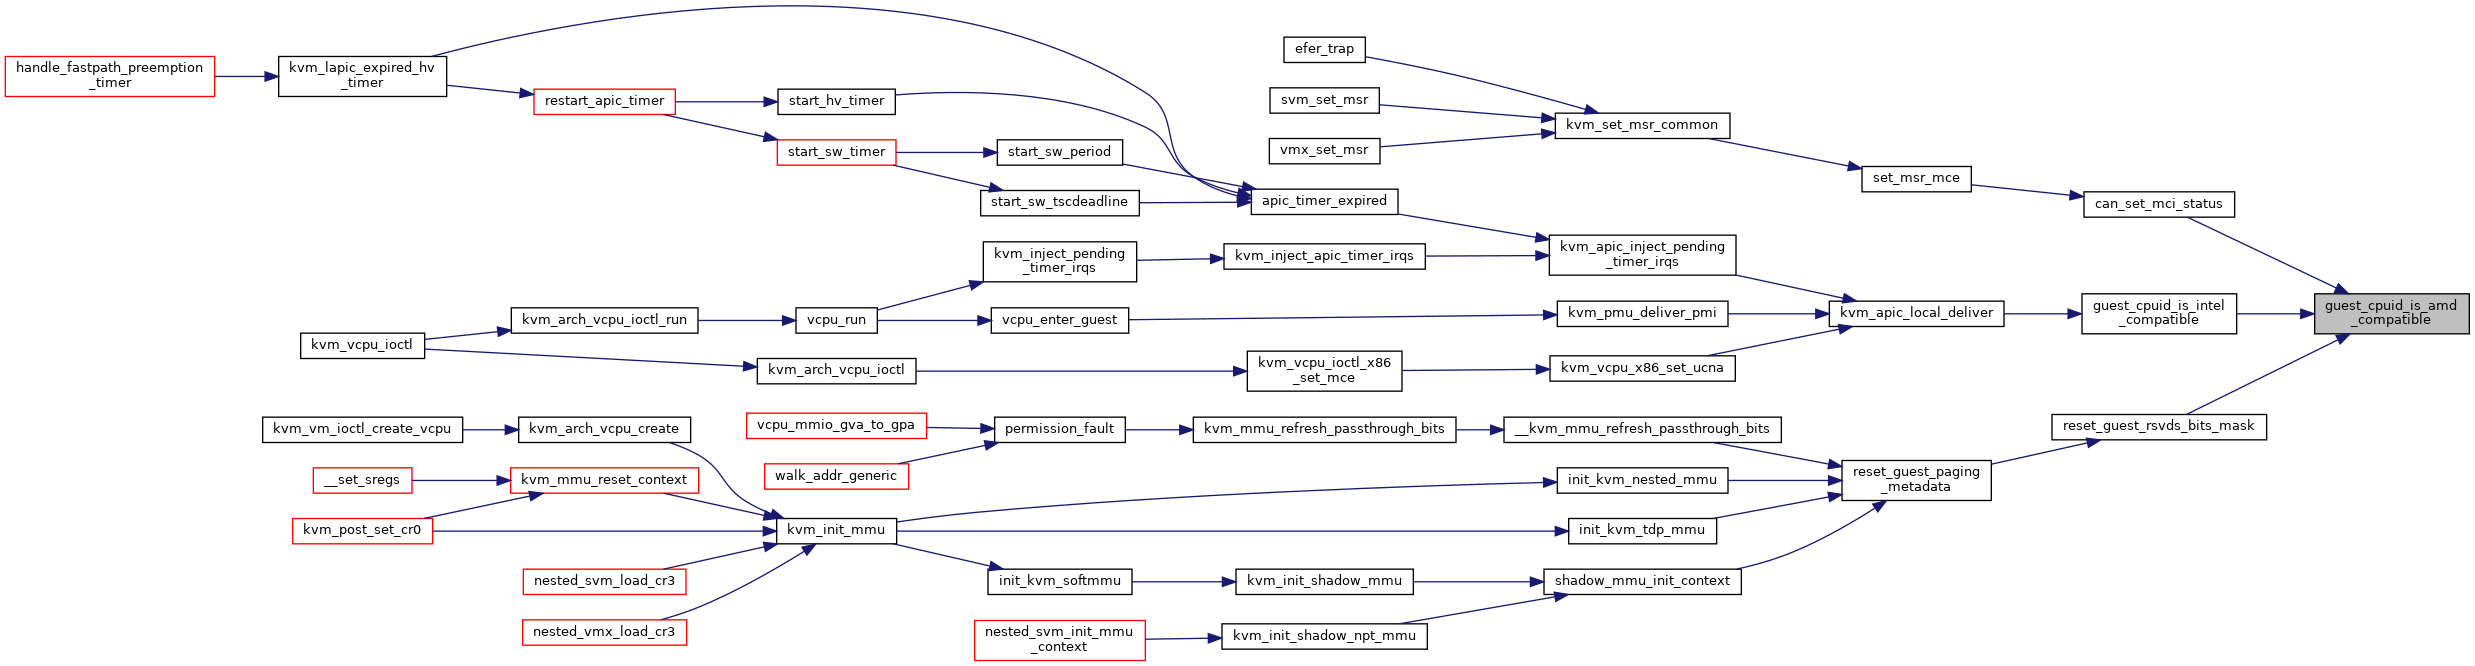 handle_fastpath_preemption
_timer
kvm_lapic_expired_hv
_timer
restart_apic_timer
start_hv_timer
start_sw_timer
start_sw_period
start_sw_tscdeadline
efer_trap
svm_set_msr
vmx_set_msr
apic_timer_expired
kvm_set_msr_common
set_msr_mce
can_set_mci_status
kvm_inject_pending
_timer_irqs
kvm_inject_apic_timer_irqs
kvm_apic_inject_pending
_timer_irqs
kvm_vcpu_ioctl
kvm_arch_vcpu_ioctl_run
vcpu_run
vcpu_enter_guest
kvm_pmu_deliver_pmi
kvm_apic_local_deliver
guest_cpuid_is_intel
_compatible
guest_cpuid_is_amd
_compatible
kvm_arch_vcpu_ioctl
kvm_vcpu_ioctl_x86
_set_mce
kvm_vcpu_x86_set_ucna
kvm_vm_ioctl_create_vcpu
kvm_arch_vcpu_create
vcpu_mmio_gva_to_gpa
walk_addr_generic
permission_fault
kvm_mmu_refresh_passthrough_bits
__kvm_mmu_refresh_passthrough_bits
reset_guest_rsvds_bits_mask
__set_sregs
kvm_mmu_reset_context
init_kvm_nested_mmu
reset_guest_paging
_metadata
kvm_post_set_cr0
kvm_init_mmu
init_kvm_tdp_mmu
nested_svm_load_cr3
init_kvm_softmmu
kvm_init_shadow_mmu
shadow_mmu_init_context
nested_vmx_load_cr3
nested_svm_init_mmu
_context
kvm_init_shadow_npt_mmu